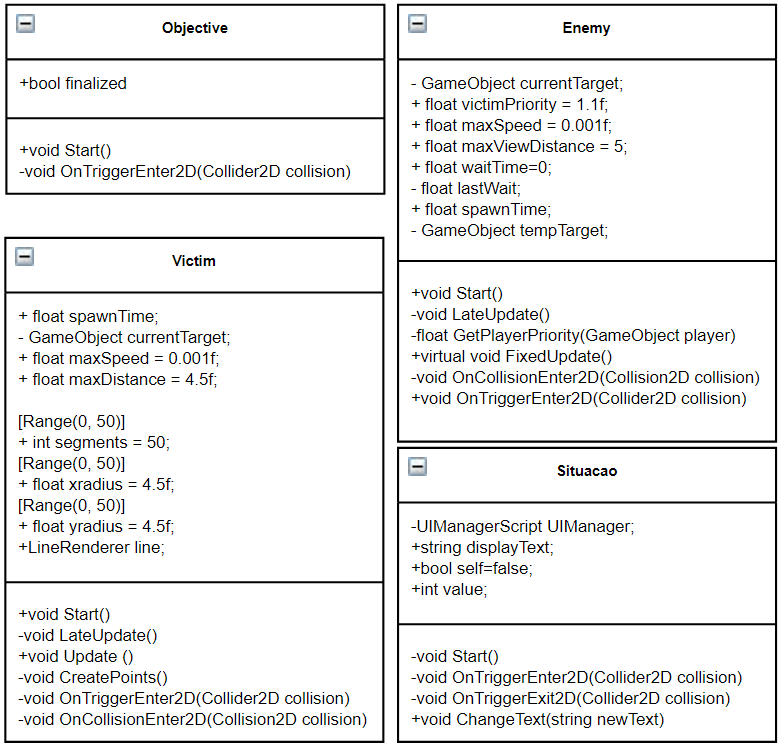 Objective
+bool finalized
+void Start()
-void OnTriggerEnter2D(Collider2D collision)
Enemy
- GameObject currentTarget;
+ float victimPriority = 1.1f;
+ float maxSpeed = 0.001f;
+ float maxViewDistance = 5;
+ float waitTime=0;
- float lastWait;
+ float spawnTime;
- GameObject tempTarget;
+void Start()
-void LateUpdate()
-float GetPlayerPriority(GameObject player)
+virtual void FixedUpdate()
-void OnCollisionEnter2D(Collision2D collision)
+void OnTriggerEnter2D(Collider2D collision)
Victim
+ float spawnTime;
- GameObject currentTarget;
+ float maxSpeed = 0.001f;
+ float maxDistance = 4.5f;
[Range(0, 50)]
+ int segments = 50;
[Range(0, 50)]
+ float xradius = 4.5f;
[Range(0, 50)]
+ float yradius = 4.5f;
+LineRenderer line;
+void Start()
-void LateUpdate()
+void Update ()
-void CreatePoints()
-void OnTriggerEnter2D(Collider2D collision)
-void OnCollisionEnter2D(Collision2D collision)
Situacao
-UIManagerScript UIManager;
+string displayText;
+bool self=false;
+int value;
-void Start()
-void OnTriggerEnter2D(Collider2D collision)
-void OnTriggerExit2D(Collider2D collision)
+void ChangeText(string newText)